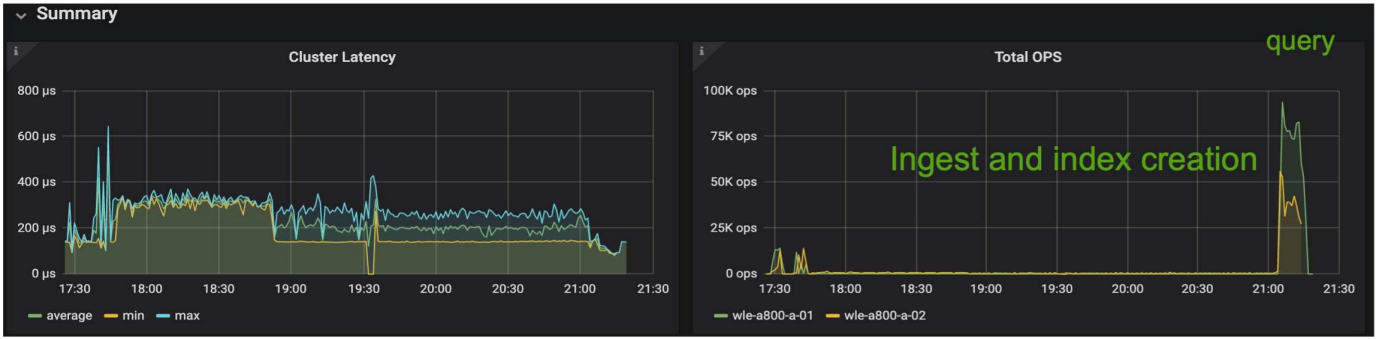 Summary
Cluster Latency
800 µs
600 µs
400 µs
200 µs
0 µs
17:30 18:00 18:30 19:00 19:30 20:00 20:30 21:00 21:30
average min max
query
Total OPS
100K ops
75K ops
50K ops
25K ops
0 ops
Ingest and index creation
17:30 18:00 18:30 19:00 19:30 20:00 20:30 21:00 21:30
wle-a800-a-01 wle-a800-a-02